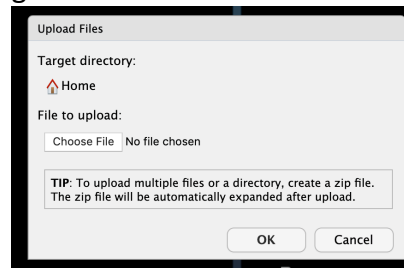 Upload Files
Target directory:
Home
File to upload:
Choose File No file chosen
TIP: To upload multiple files or a directory, create a zip file.
The zip file will be automatically expanded after upload.
OK Cancel